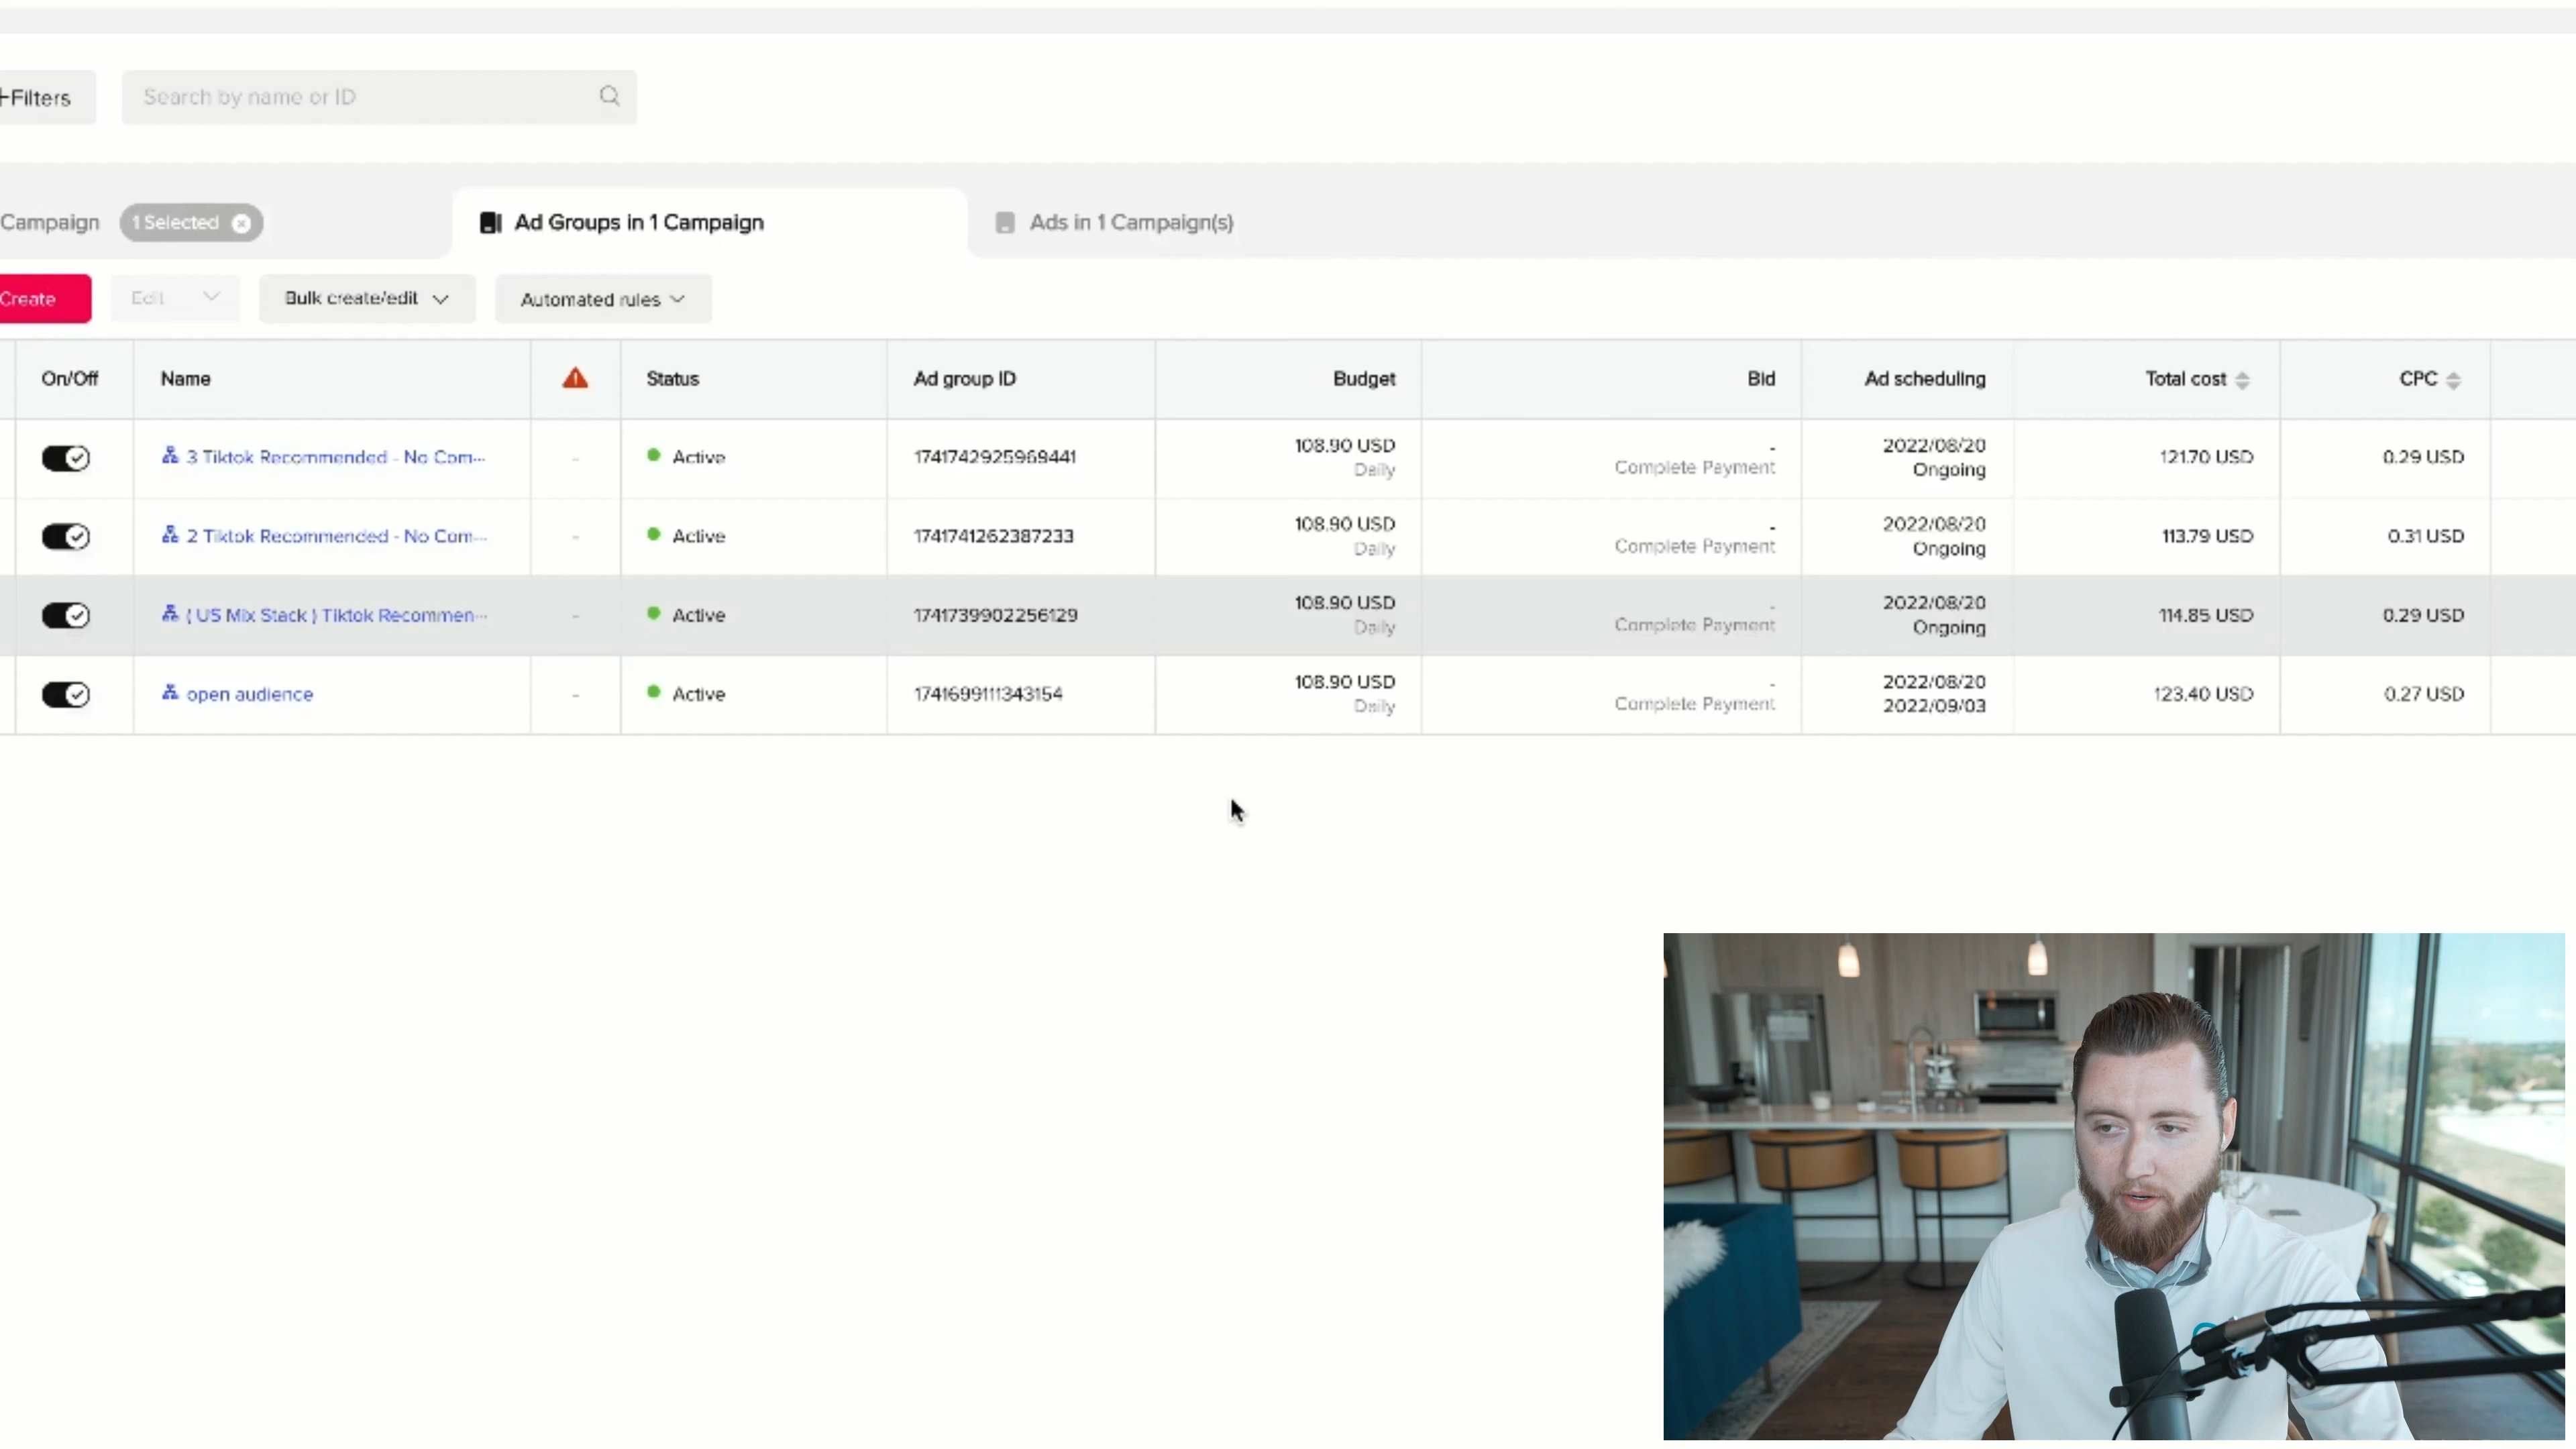 +Filters
Search by name or ID
Campaign 1 Selected
Ad Groups in 1 Campaign
Ads in 1 Campaign(s)
Create
Edit
Bulk create/edit
Automated rules
On/Off Name Status Ad group ID Budget Bid Ad scheduling Total cost CPC
3 Tiktok Recommended - No Com... - Active 1741742925969441 108.90 USD - 2022/08/20 121.70 USD 0.29 USD
Daily Complete Payment Ongoing
2 Tiktok Recommended - No Com... - Active 1741741262387233 108.90 USD - 2022/08/20 113.79 USD 0.31 USD
Daily Complete Payment Ongoing
( US Mix Stack ) Tiktok Recommen... - Active 1741739902256129 108.90 USD - 2022/08/20 114.85 USD 0.29 USD
Daily Complete Payment Ongoing
open audience - Active 1741699111343154 108.90 USD - 2022/08/20 123.40 USD 0.27 USD
Daily Complete Payment 2022/09/03